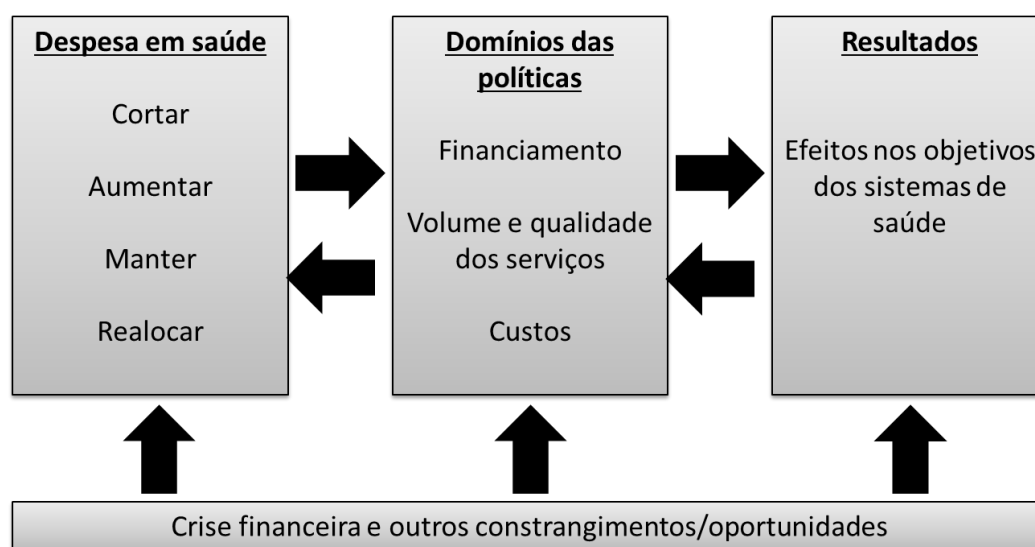 Despesa em saúde
Cortar
Aumentar
Manter
Realocar
Domínios das
políticas
Financiamento
Volume e qualidade
dos serviços
Custos
Resultados
Efeitos nos objetivos
dos sistemas de
saúde
Crise financeira e outros constrangimentos/oportunidades